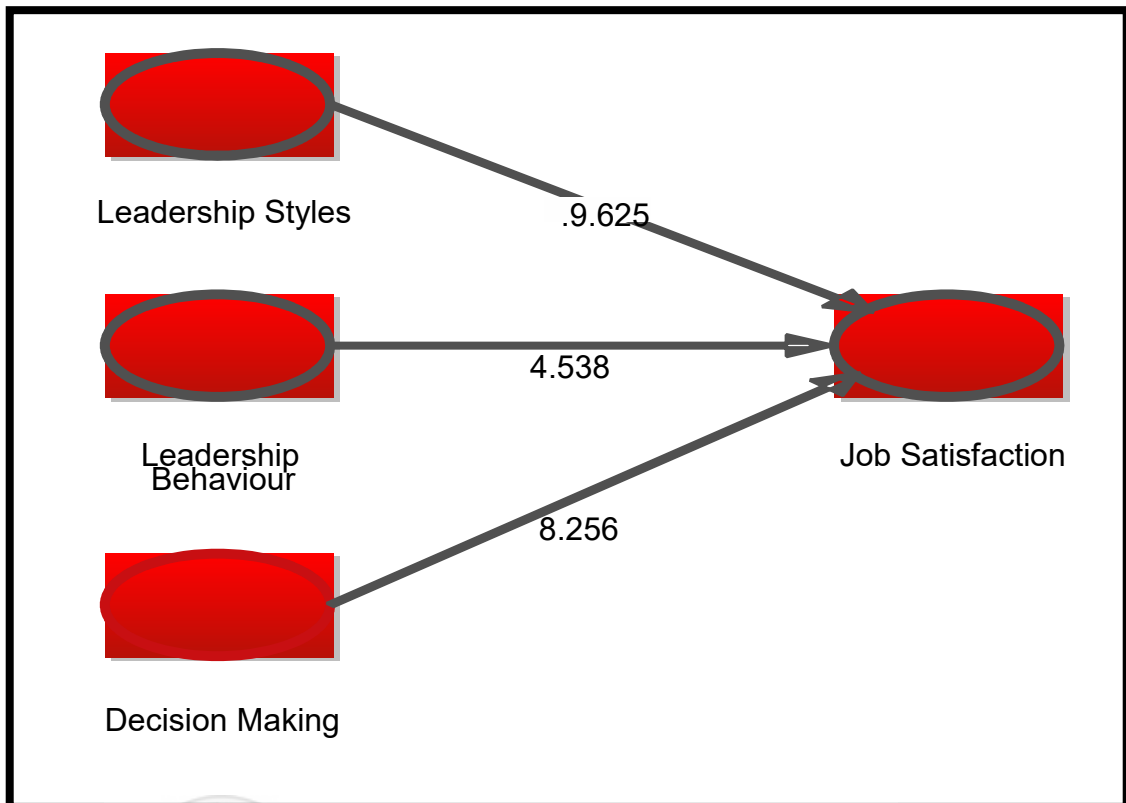 Leadership Styles
.9.625
4.538
Leadership
Behaviour
Job Satisfaction
8.256
Decision Making